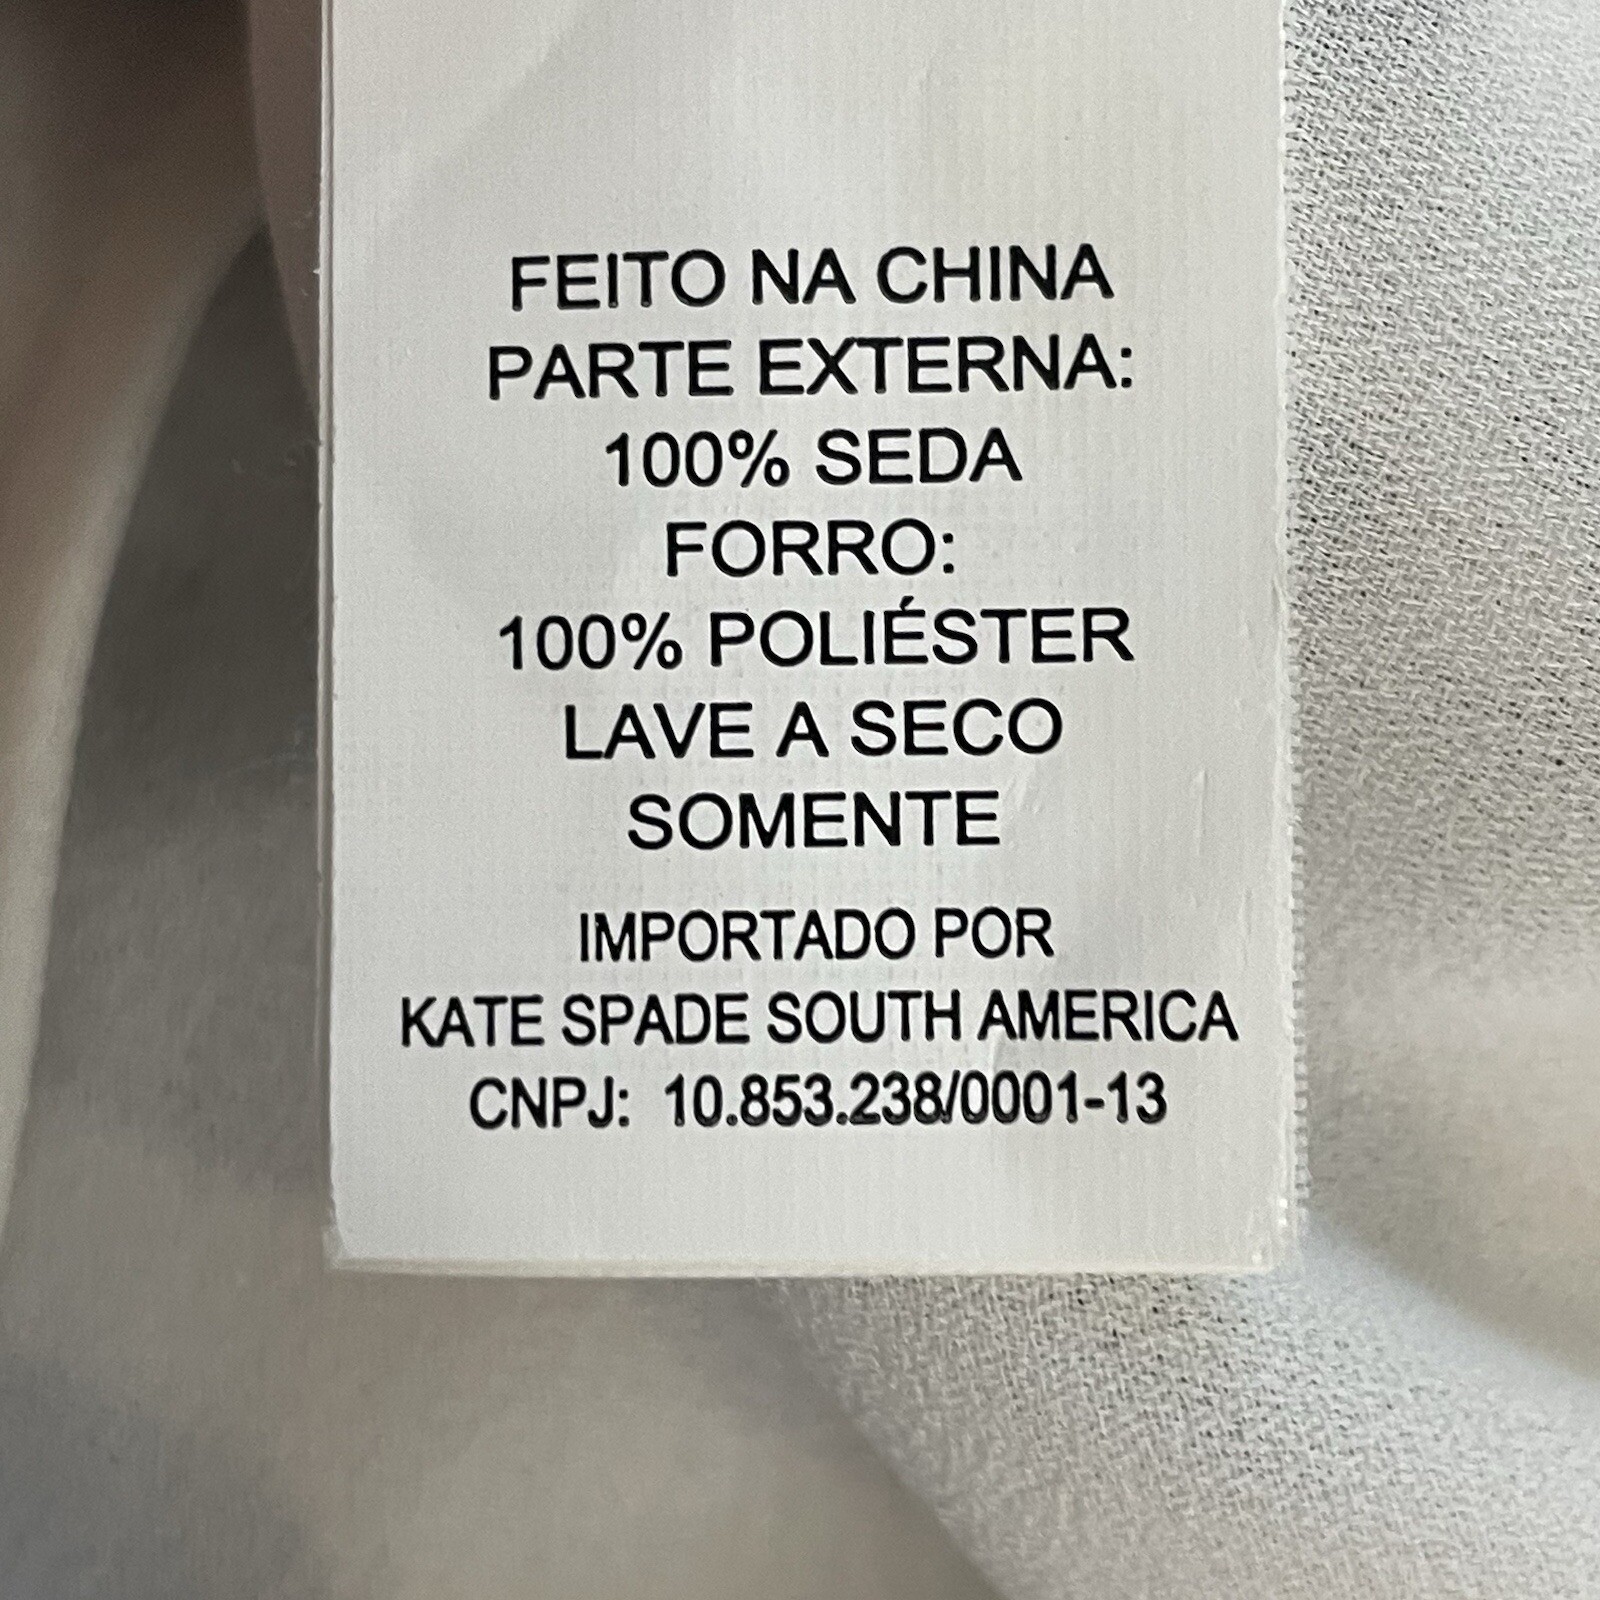 FEITO NA CHINA
PARTE EXTERNA:
100% SEDA
FORRO:
100% POLIÉSTER
LAVE A SECO
SOMENTE
IMPORTADO POR
KATE SPADE SOUTH AMERICA
CNPJ: 10.853.238/0001-13